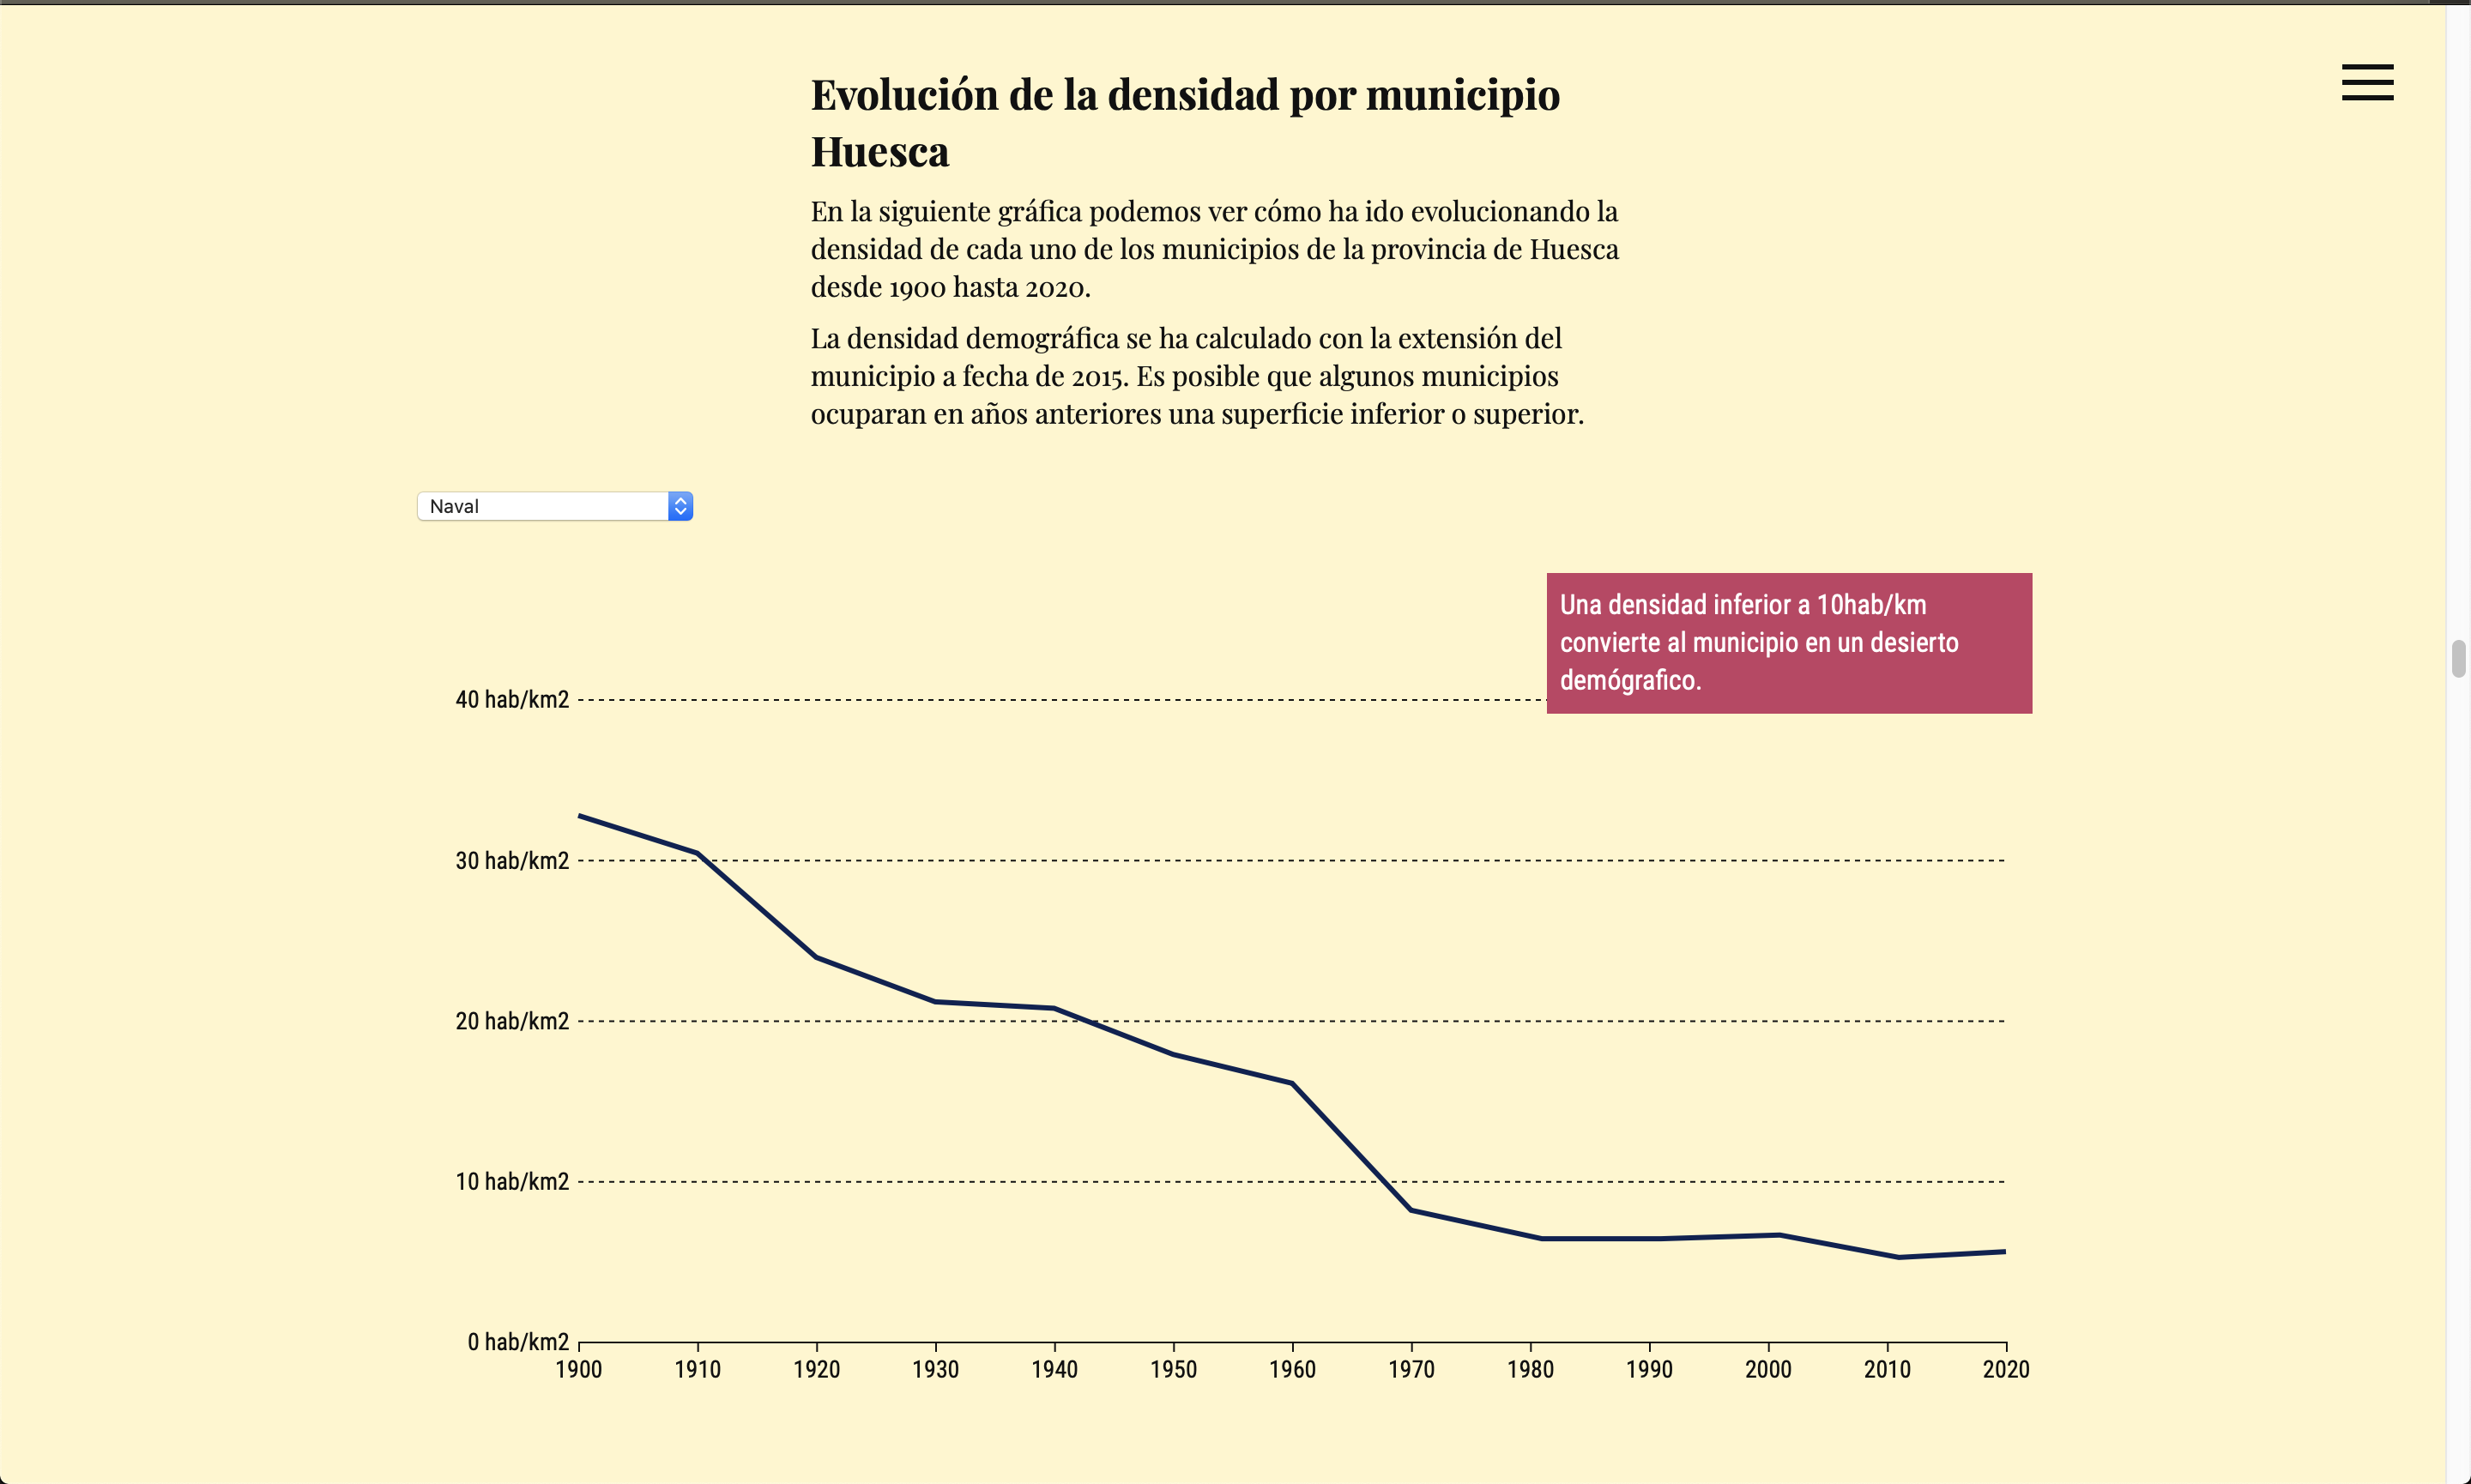 Evolución de la densidad por municipio
Huesca
En la siguiente gráfica podemos ver cómo ha ido evolucionando la
densidad de cada uno de los municipios de la provincia de Huesca
desde 1900 hasta 2020.
La densidad demográfica se ha calculado con la extensión del
municipio a fecha de 2015. Es posible que algunos municipios
ocuparan en años anteriores una superficie inferior o superior.
Naval
Una densidad inferior a 10hab/km
convierte al municipio en un desierto
demógrafico.
40 hab/km2
30 hab/km2
20 hab/km2
10 hab/km2
0 hab/km2
1900 1910 1920 1930 1940 1950 1960 1970 1980 1990 2000 2010 2020